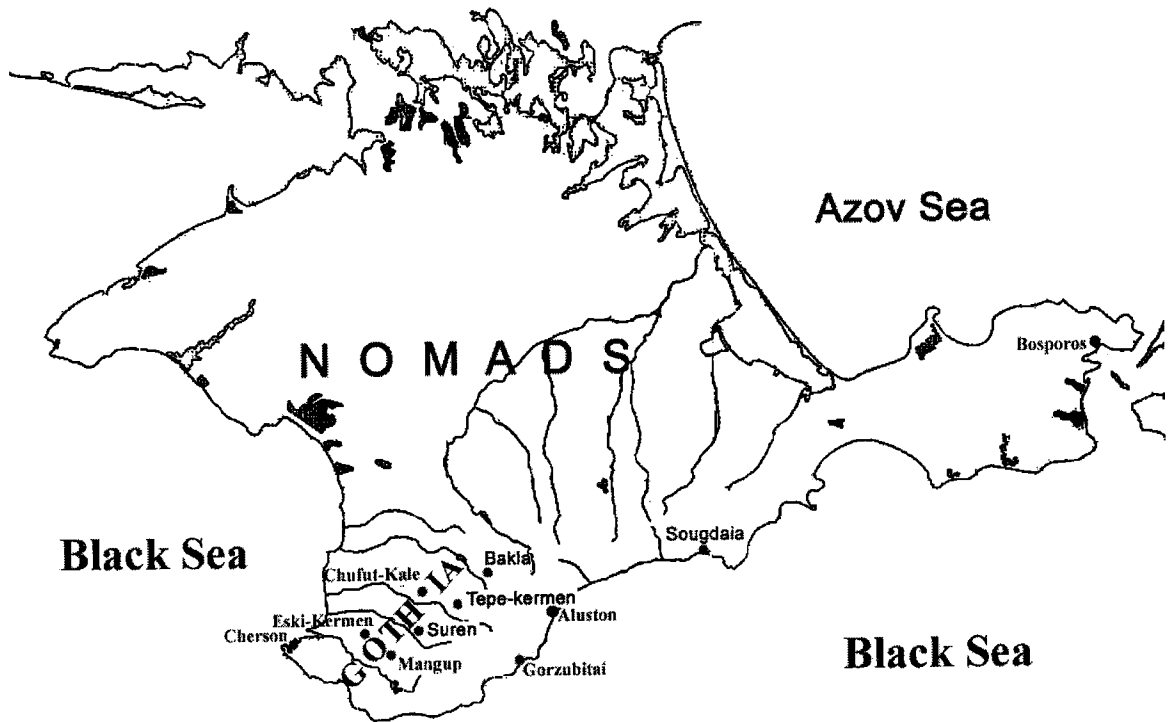 Azov Sea
Bosporos
NOMADS
Sougdaia
Black Sea
Bakla
Chufut-Kale
GOTHIA
Tepe-kermen
Aluston
Eski-Kermen
Suren
Cherson
Mangup
Gorzubitai
Black Sea